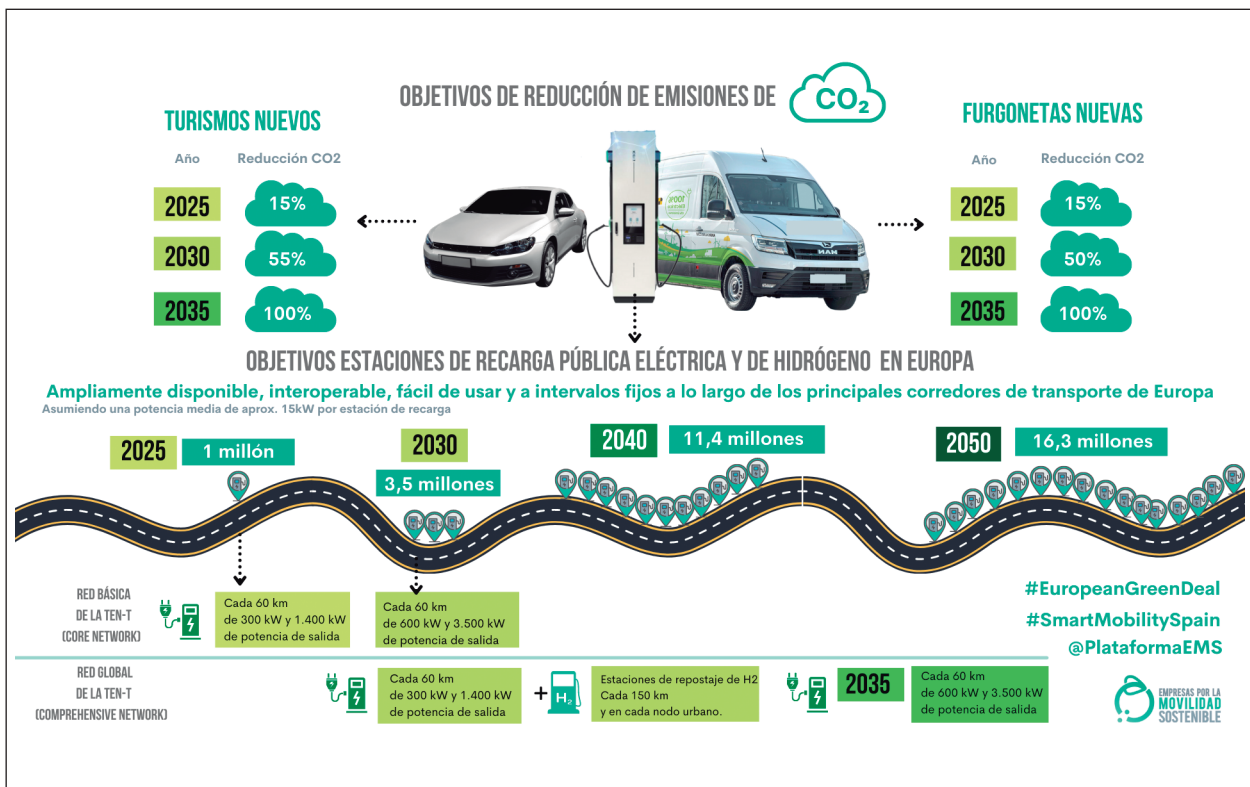 OBJETIVOS DE REDUCCIÓN DE EMISIONES DE CO₂
TURISMOS NUEVOS
Año Reducción CO2
2025 15%
2030 55%
2035 100%
FURGONETAS NUEVAS
Año Reducción CO2
2025 15%
2030 50%
2035 100%
MAN
OBJETIVOS ESTACIONES DE RECARGA PÚBLICA ELÉCTRICA Y DE HIDRÓGENO EN EUROPA
Ampliamente disponible, interoperable, fácil de usar y a intervalos fijos a lo largo de los principales corredores de transporte de Europa
Asumiendo una potencia media de aprox. 15kW por estación de recarga
2025 1 millón
2030
3,5 millones
2040 11,4 millones
2050 16,3 millones
RED BÁSICA
DE LA TEN-T
(CORE NETWORK)
Cada 60 km
de 300 kW y 1.400 kW
de potencia de salida
Cada 60 km
de 600 kW y 3.500 kW
de potencia de salida
#EuropeanGreenDeal
#SmartMobilitySpain
@PlataformaEMS
RED GLOBAL
DE LA TEN-T
(COMPREHENSIVE NETWORK)
Cada 60 km
de 300 kW y 1.400 kW
de potencia de salida
+
H₂
Estaciones de repostaje de H2
Cada 150 km
y en cada nodo urbano.
2035
Cada 60 km
de 600 kW y 3.500 kW
de potencia de salida
EMPRESAS POR LA
MOVILIDAD
SOSTENIBLE